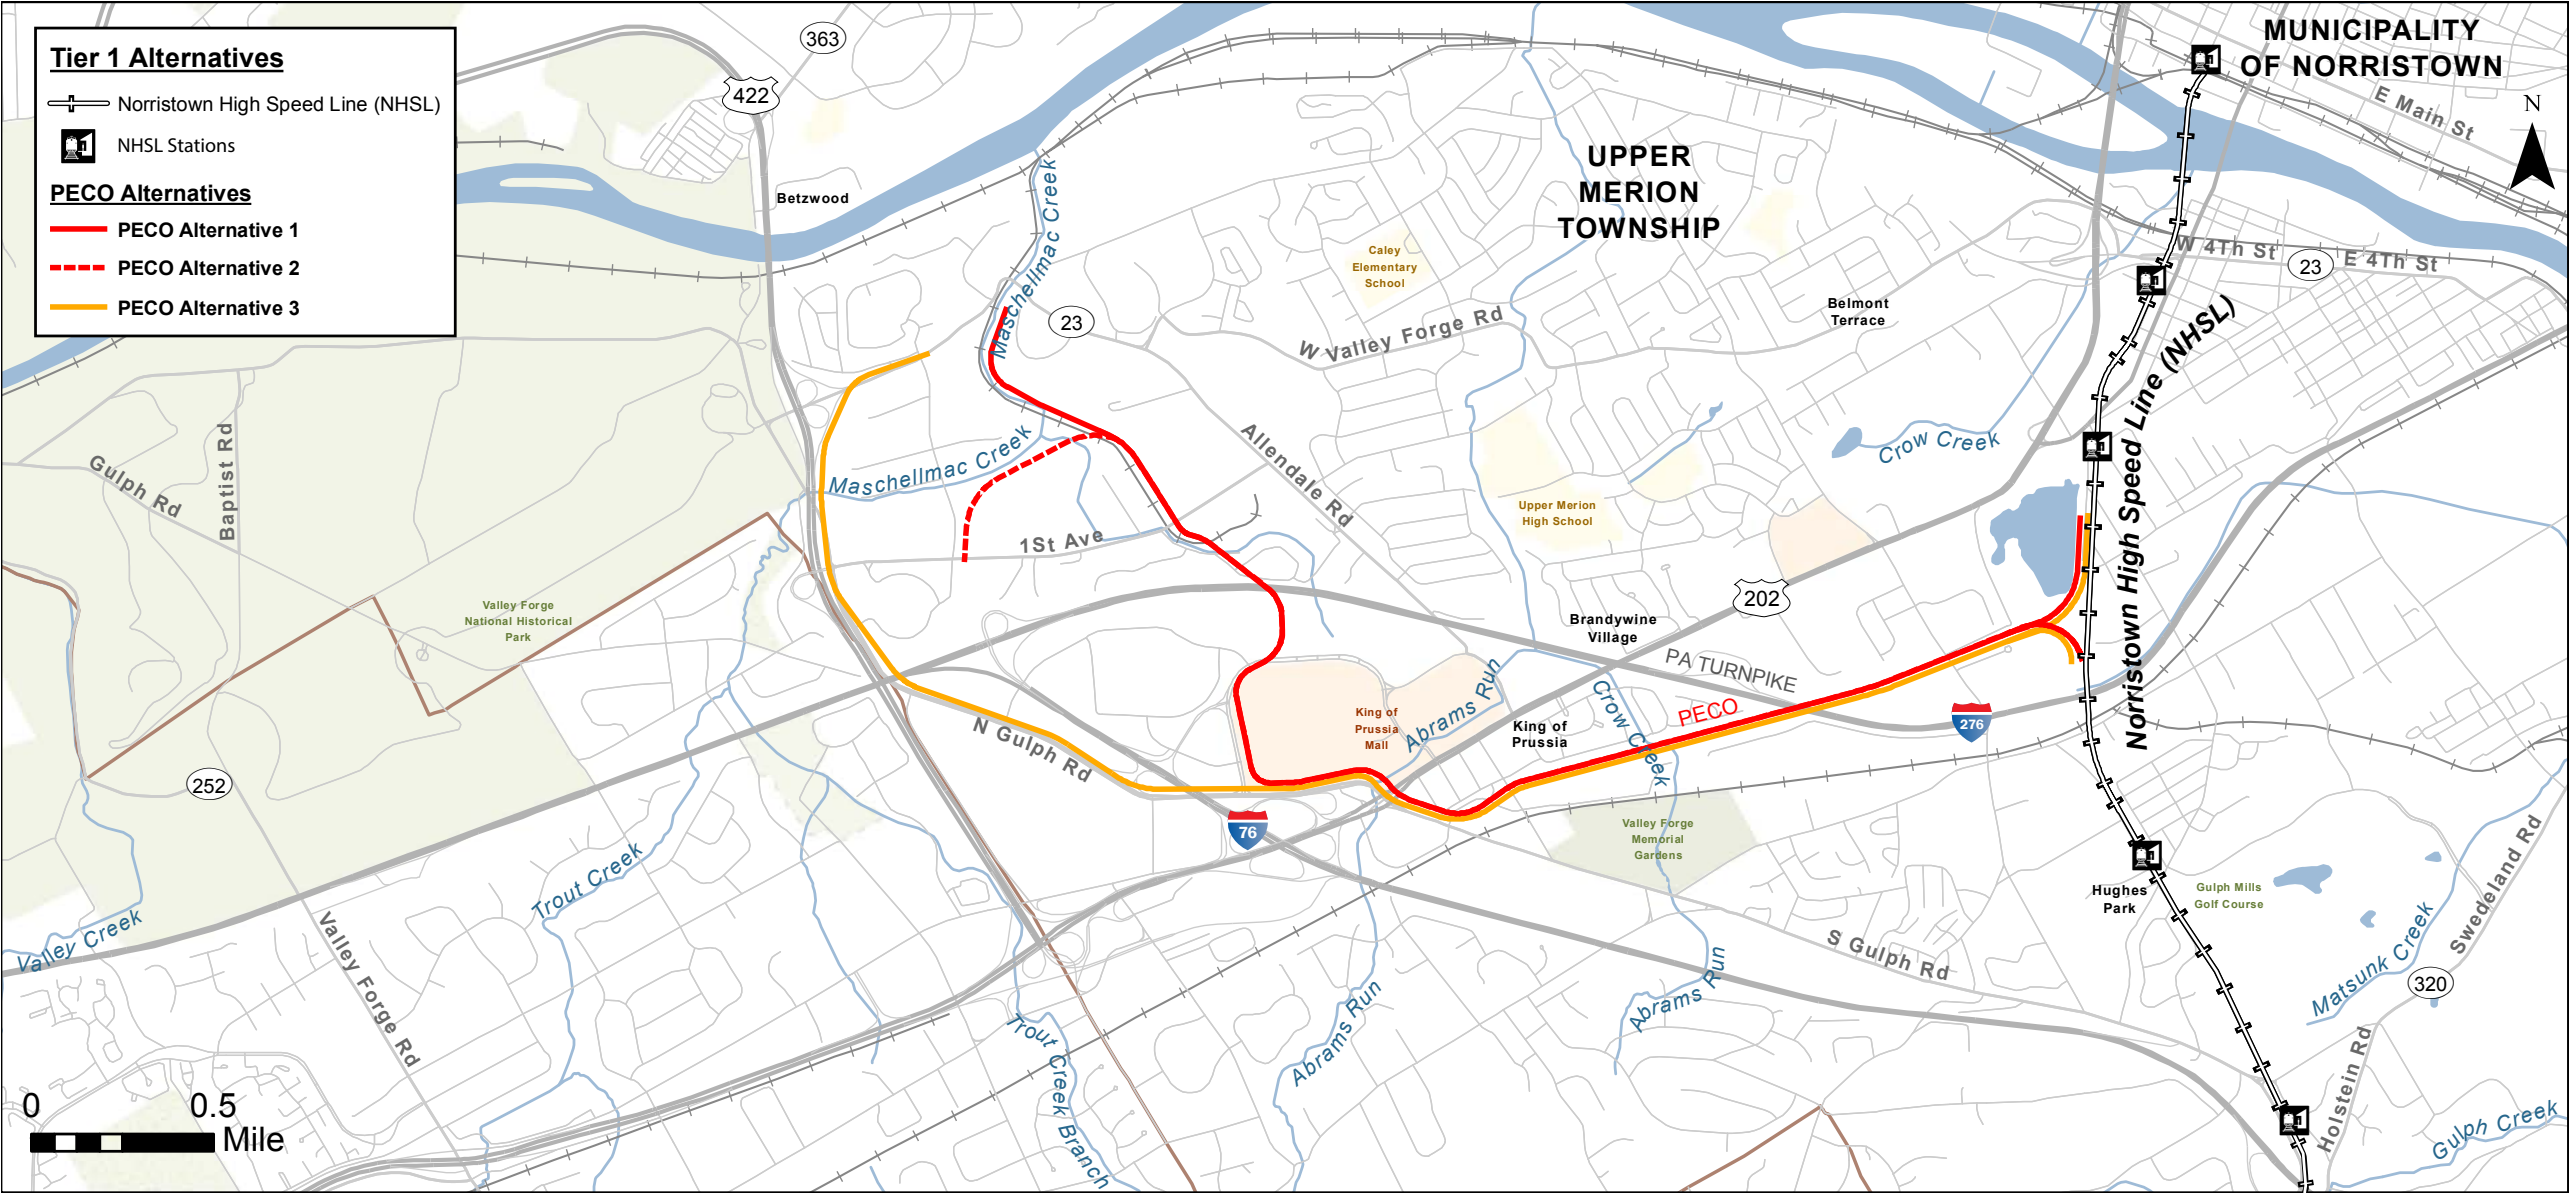 Tier 1 Alternatives
Norristown High Speed Line (NHSL)
NHSL Stations
PECO Alternatives
PECO Alternative 1
PECO Alternative 2
PECO Alternative 3
363
422
Betzwood
Maschellmac Creek
23
UPPER
MERION
TOWNSHIP
Caley
Elementary
School
W Valley Forge Rd
Belmont
Terrace
MUNICIPALITY
OF NORRISTOWN
E Main St
N
W 4Th St
23
E 4Th St
Norristown High Speed Line (NHSL)
Gulph Rd
Baptist Rd
Maschellmac Creek
1St Ave
Allendale Rd
Upper Merion
High School
Crow Creek
202
Valley Forge
National Historical
Park
Brandywine
Village
PA TURNPIKE
PECO
276
252
N Gulph Rd
King of
Prussia
Mall
Abrams Run
King of
Prussia
Crow Creek
76
Valley Forge
Memorial
Gardens
Hughes
Park
Gulph Mills
Golf Course
Swedeland Rd
Matsunk Creek
320
Valley Creek
Trout Creek
Valley Forge Rd
S Gulph Rd
Abrams Run
Abrams Run
Trout Creek Branch
Holstein Rd
Gulph Creek
0
0.5
Mile